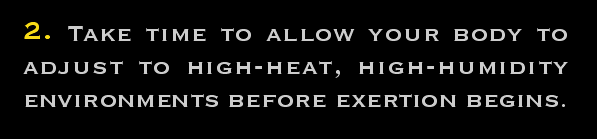 2. Take time to allow your body to
adjust to high-heat, high-humidity
environments before exertion begins.